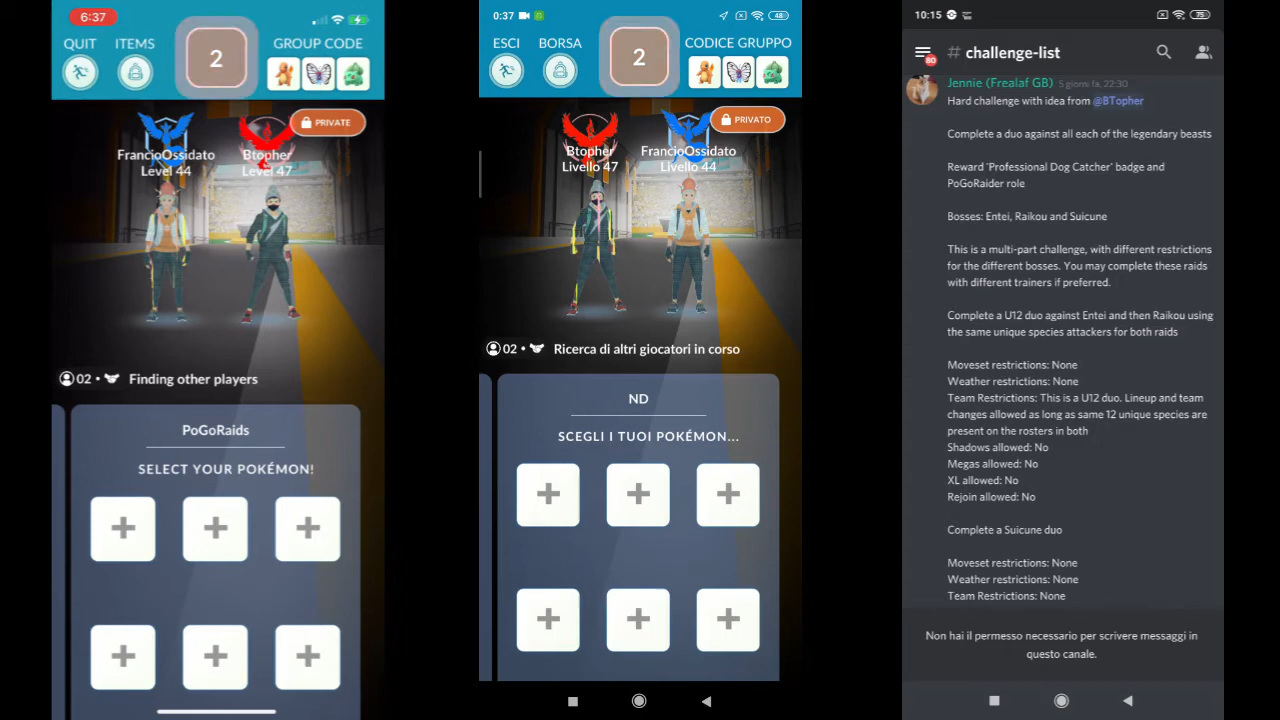 6:37
QUIT ITEMS 2 GROUP CODE
PRIVATE
FrancioOssidato
Level 44
Btopher
Level 47
02 • Finding other players
PoGoRaids
SELECT YOUR POKÉMON!
0:37 48
ESCI BORSA 2 CODICE GRUPPO
PRIVATO
Btopher
Livello 47
FrancioOssidato
Livello 44
02 • Ricerca di altri giocatori in corso
ND
SCEGLI I TUOI POKÉMON...
10:15 75
80 # challenge-list
Jennie (Frealaf GB) 5 giorni fa, 22:30
Hard challenge with idea from @BTopher
Complete a duo against all each of the legendary beasts
Reward 'Professional Dog Catcher' badge and
PoGoRaider role
Bosses: Entei, Raikou and Suicune
This is a multi-part challenge, with different restrictions
for the different bosses. You may complete these raids
with different trainers if preferred.
Complete a U12 duo against Entei and then Raikou using
the same unique species attackers for both raids
Moveset restrictions: None
Weather restrictions: None
Team Restrictions: This is a U12 duo. Lineup and team
changes allowed as long as same 12 unique species are
present on the rosters in both
Shadows allowed: No
Megas allowed: No
XL allowed: No
Rejoin allowed: No
Complete a Suicune duo
Moveset restrictions: None
Weather restrictions: None
Team Restrictions: None
Non hai il permesso necessario per scrivere messaggi in
questo canale.